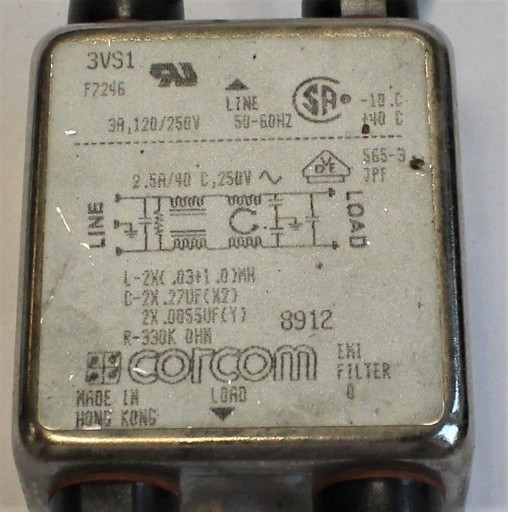 3VS1
F7246
LINE
SA
-10 C
+40 C
3A,120/250V 50-60HZ
VDE
565-3
JPF
2.5A/40 C,250V
LINE
LOAD
L-2X(.03+1.0)MH
C-2X.27UF(X2)
2X.0055UF(Y)
R-330K OHM
8912
corcom
EMI
FILTER
MADE IN
HONG KONG
LOAD